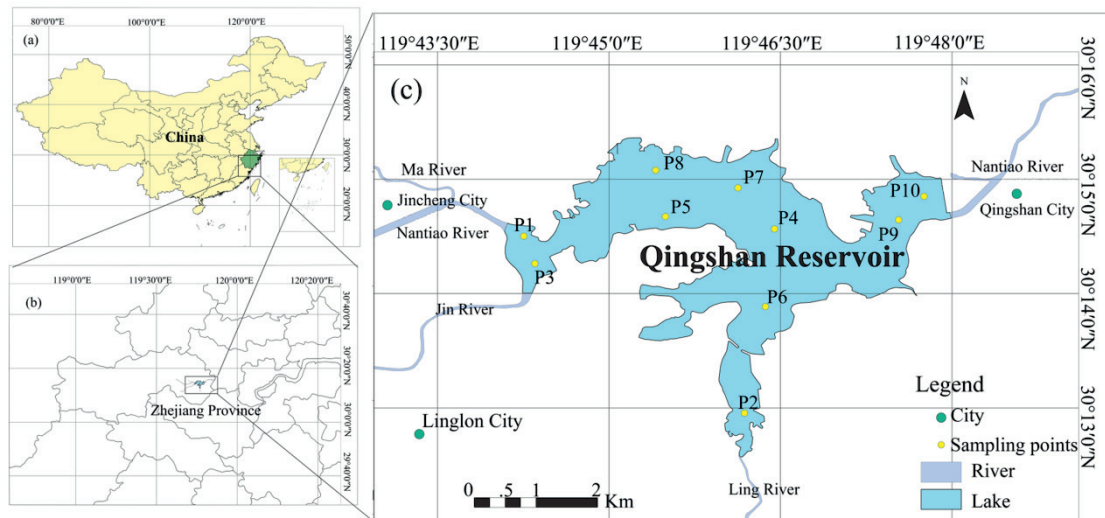 (a)
80°0'0"E
100°0'0"E
120°0'0"E
50°0'0"N
40°0'0"N
30°0'0"N
20°0'0"N
China
(b)
119°0'0"E
119°30'0"E
120°0'0"E
120°20'0"E
30°40'0"N
30°20'0"N
30°0'0"N
29°40'0"N
Zhejiang Province
(c)
119°43'30"E
119°45'0"E
119°46'30"E
119°48'0"E
30°16'0"N
30°15'0"N
30°14'0"N
30°13'0"N
N
Ma River
Jincheng City
Nantiao River
Jin River
Linglon City
P1
P3
P8
P5
P7
P4
Qingshan Reservoir
P6
P2
P10
P9
Nantiao River
Qingshan City
Ling River
0 .5 1 2
Km
Legend
City
Sampling points
River
Lake